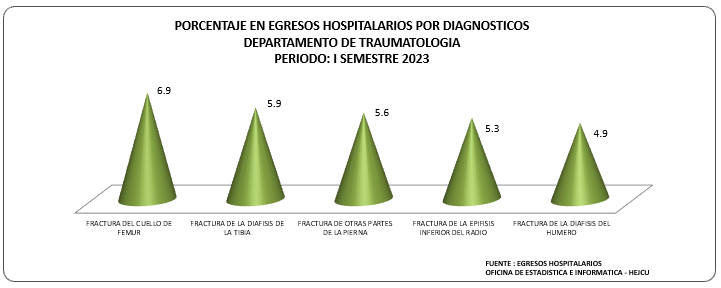 PORCENTAJE EN EGRESOS HOSPITALARIOS POR DIAGNOSTICOS
DEPARTAMENTO DE TRAUMATOLOGIA
PERIODO: I SEMESTRE 2023
6.9
5.9
5.6
5.3
4.9
FRACTURA DEL CUELLO DE
FEMUR
FRACTURA DE LA DIAFISIS DE
LA TIBIA
FRACTURA DE OTRAS PARTES
DE LA PIERNA
FRACTURA DE LA EPIFISIS
INFERIOR DEL RADIO
FRACTURA DE LA DIAFISIS DEL
HUMERO
FUENTE : EGRESOS HOSPITALARIOS
OFICINA DE ESTADISTICA E INFORMATICA - HEJCU